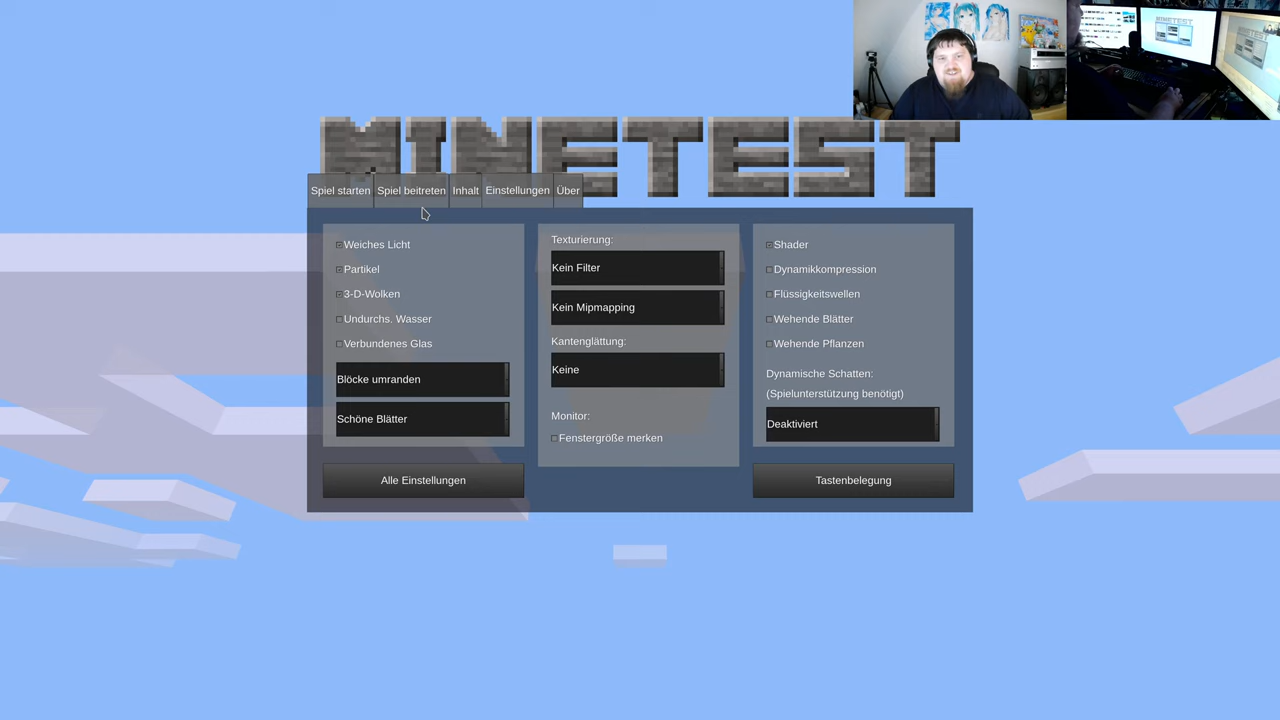 MINETEST
Spiel starten Spiel beitreten Inhalt Einstellungen Über
Weiches Licht
Partikel
3-D-Wolken
Undurchs. Wasser
Verbundenes Glas
Blöcke umranden
Schöne Blätter
Alle Einstellungen
Texturierung:
Kein Filter
Kein Mipmapping
Kantenglättung:
Keine
Monitor:
Fenstergröße merken
Shader
Dynamikkompression
Flüssigkeitswellen
Wehende Blätter
Wehende Pflanzen
Dynamische Schatten:
(Spielunterstützung benötigt)
Deaktiviert
Tastenbelegung
MINETEST